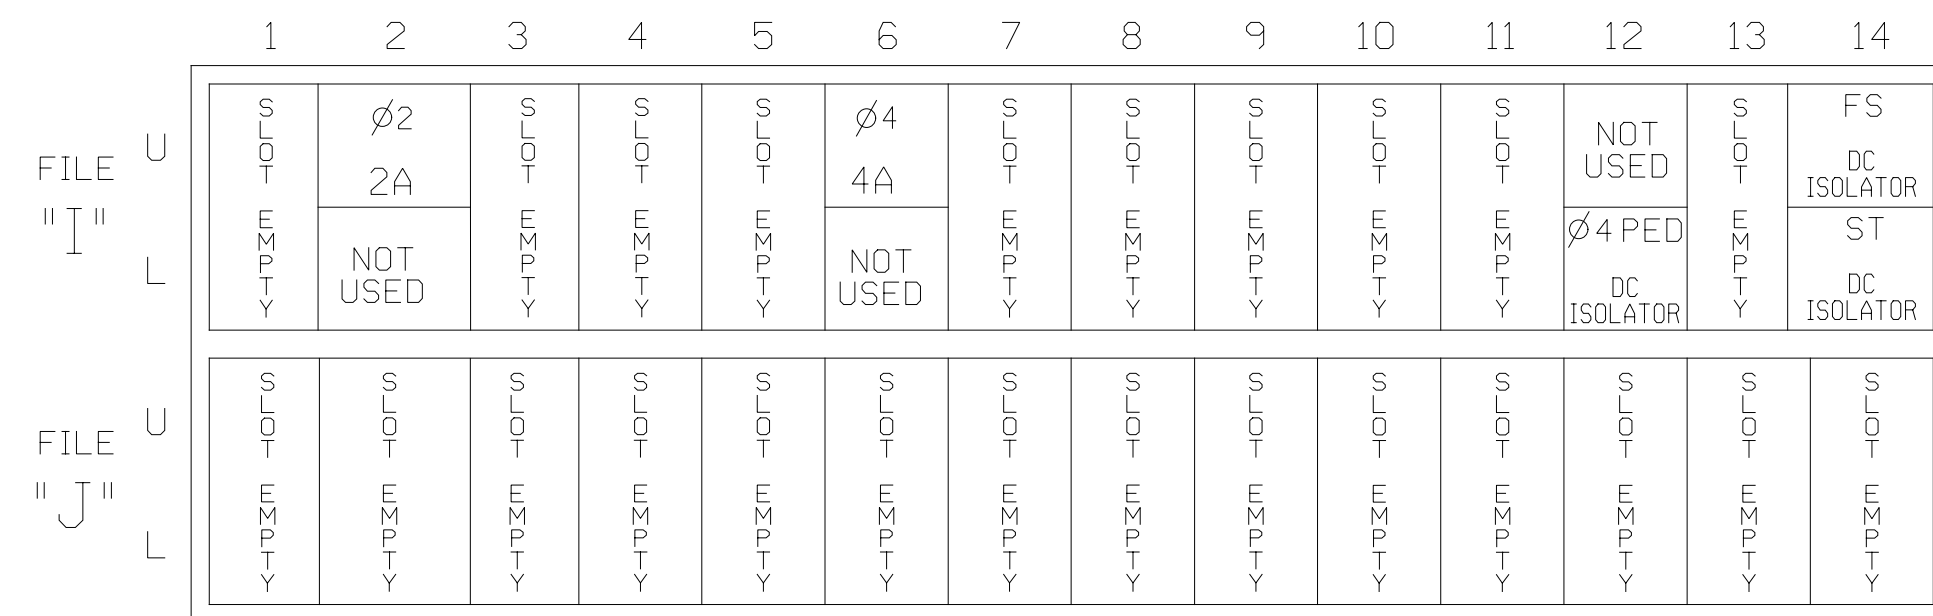 1 2 3 4 5 6 7 8 9 10 11 12 13 14
FILE "I"
U
L
SLOT EMPTY
Ø2
2A
NOT USED
SLOT EMPTY
SLOT EMPTY
SLOT EMPTY
Ø4
4A
NOT USED
SLOT EMPTY
SLOT EMPTY
SLOT EMPTY
SLOT EMPTY
SLOT EMPTY
NOT USED
Ø4 PED
DC ISOLATOR
SLOT EMPTY
FS
DC ISOLATOR
ST
DC ISOLATOR
FILE "J"
U
L
SLOT EMPTY
SLOT EMPTY
SLOT EMPTY
SLOT EMPTY
SLOT EMPTY
SLOT EMPTY
SLOT EMPTY
SLOT EMPTY
SLOT EMPTY
SLOT EMPTY
SLOT EMPTY
SLOT EMPTY
SLOT EMPTY
SLOT EMPTY